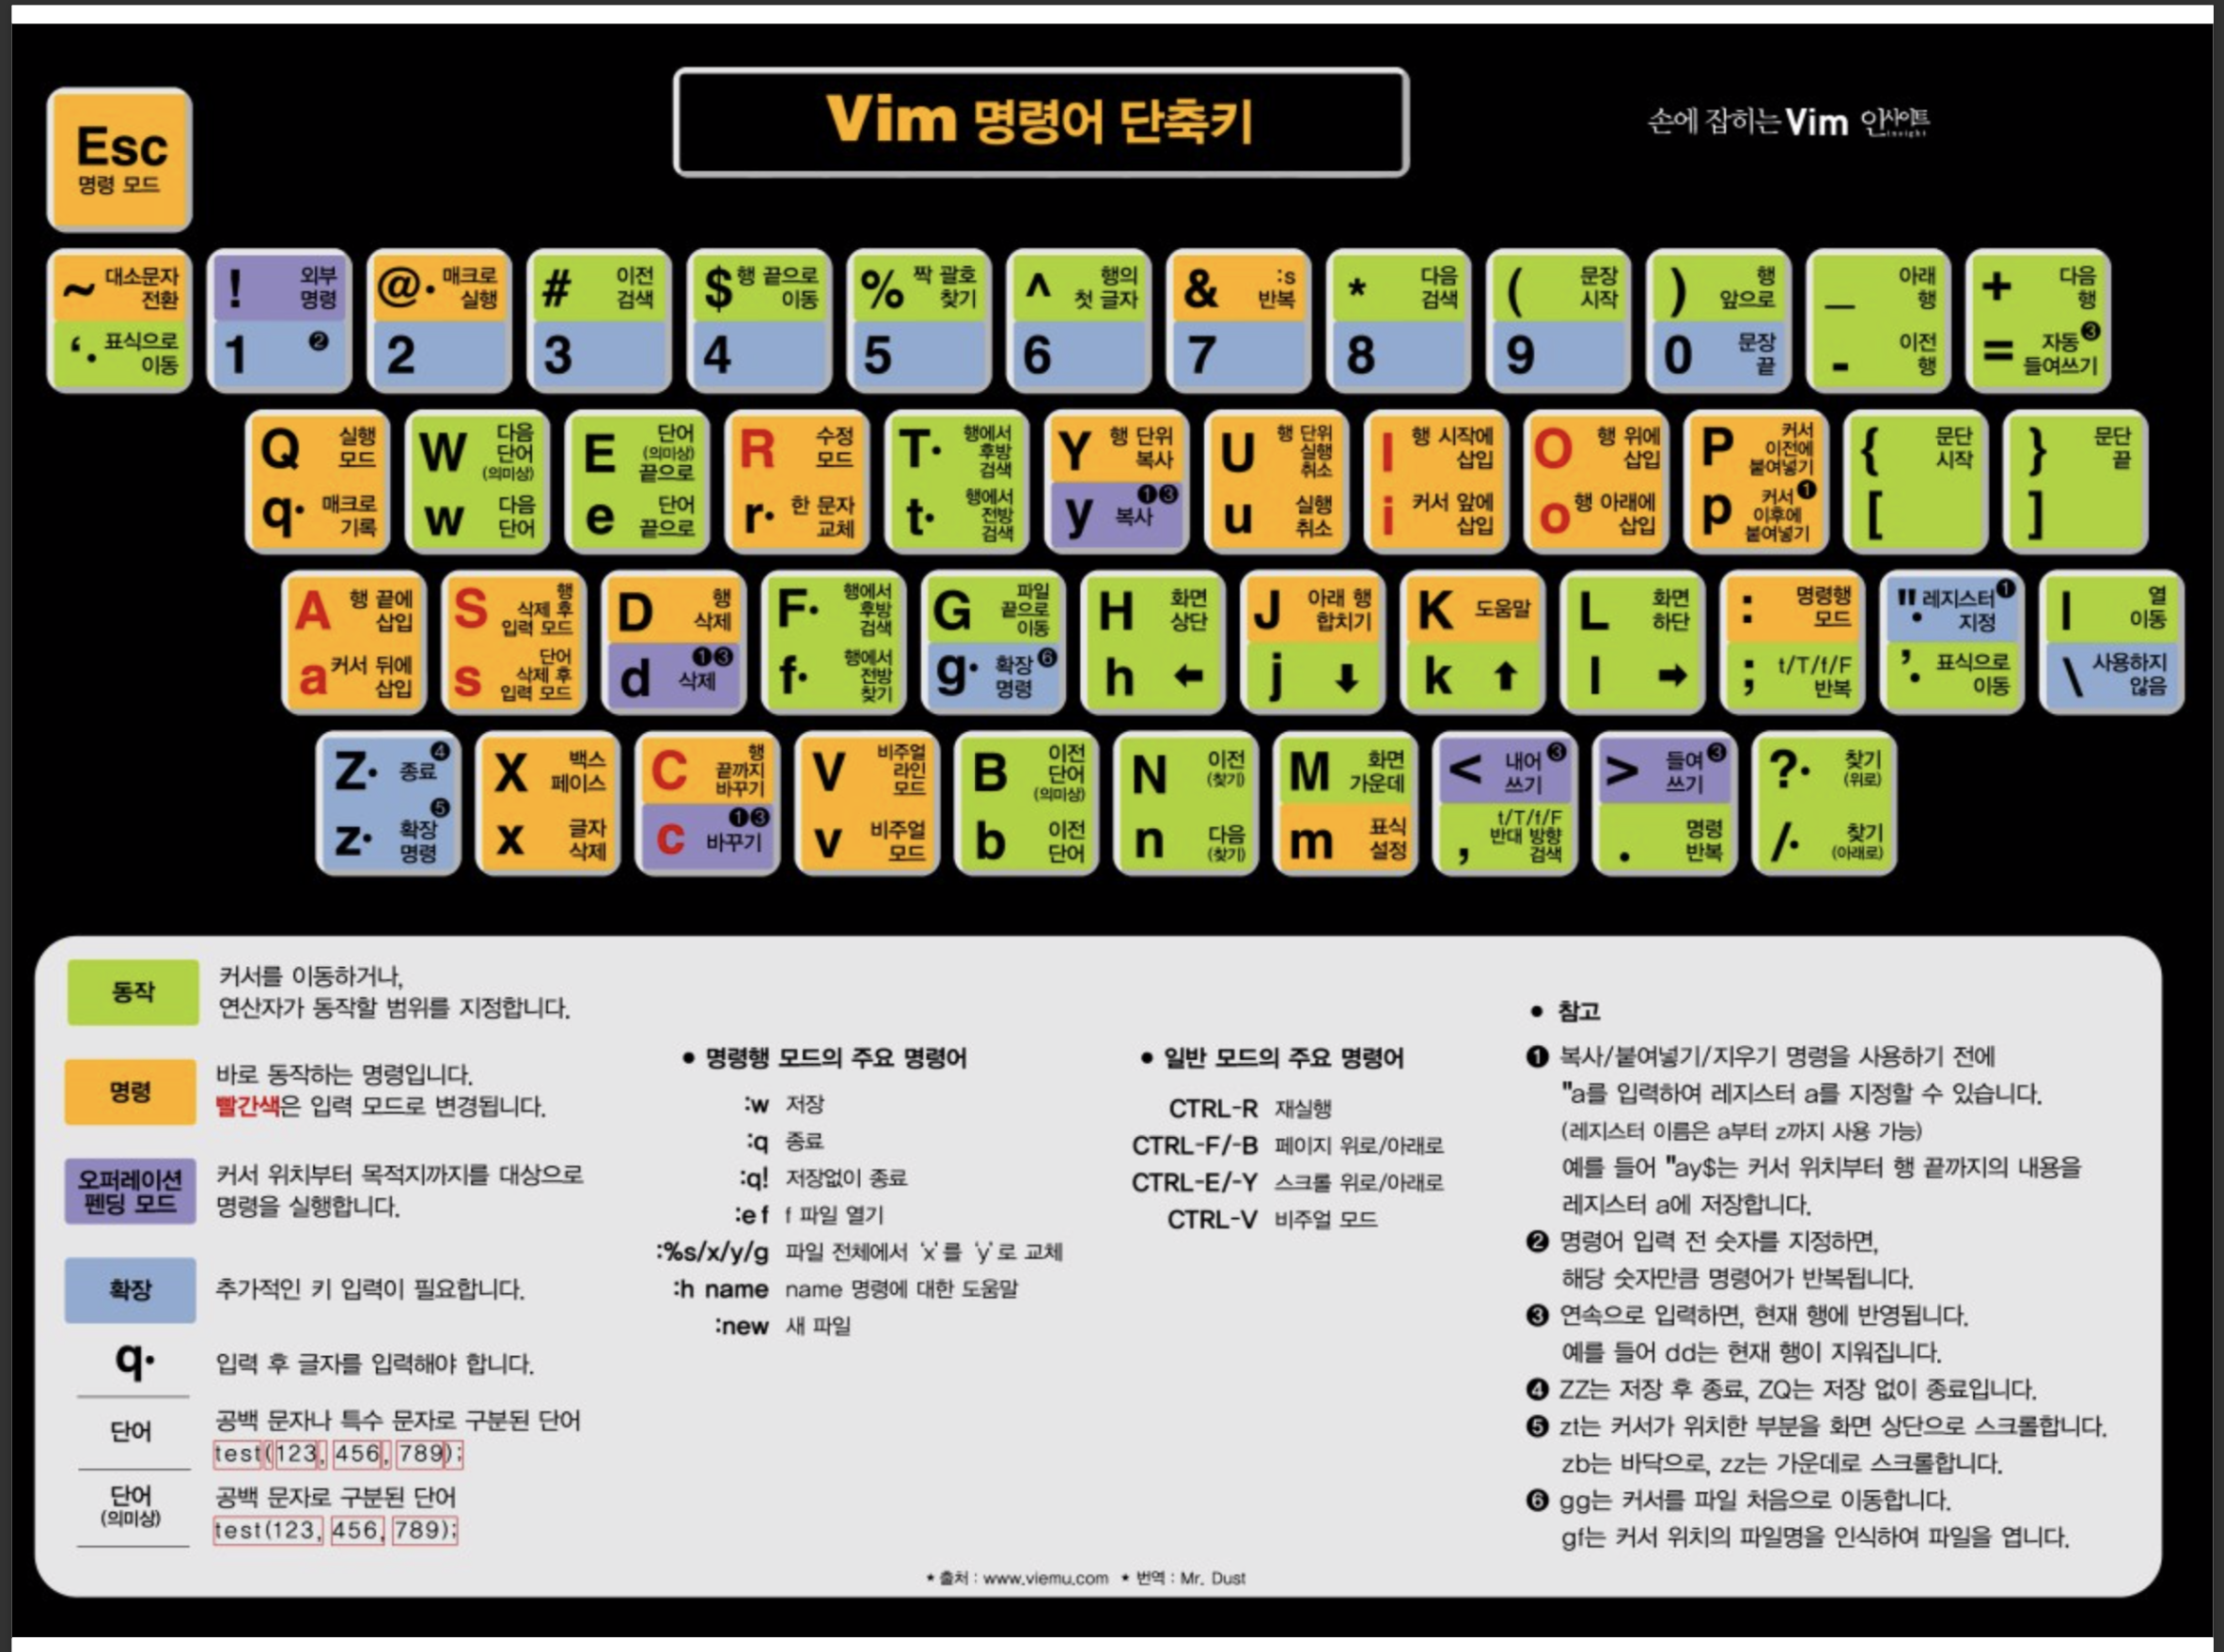 Vim 명령어 단축키
손에 잡히는 Vim 인사이트
insight
Esc
명령 모드
~ 대소문자 전환
‘· 표식으로 이동
! 외부 명령
1 ❷
@· 매크로 실행
2
# 이전 검색
3
$ 행 끝으로 이동
4
% 짝 괄호 찾기
5
^ 행의 첫 글자
6
& :s 반복
7
* 다음 검색
8
( 문장 시작
9
) 행 앞으로
0 문장 끝
_ 아래 행
- 이전 행
+ 다음 행
= 자동 들여쓰기 ❸
Q 실행 모드
q· 매크로 기록
W 다음 단어 (의미상)
w 다음 단어
E 단어 (의미상) 끝으로
e 단어 끝으로
R 수정 모드
r· 한 문자 교체
T· 행에서 후방 검색
t· 행에서 전방 검색
Y 행 단위 복사
y 복사 ❶❸
U 행 단위 실행 취소
u 실행 취소
I 행 시작에 삽입
i 커서 앞에 삽입
O 행 위에 삽입
o 행 아래에 삽입
P 커서 이전에 붙여넣기
p 커서 이후에 붙여넣기 ❶
{ 문단 시작
[
} 문단 끝
]
A 행 끝에 삽입
a 커서 뒤에 삽입
S 행 삭제 후 입력 모드
s 단어 삭제 후 입력 모드
D 행 삭제
d 삭제 ❶❸
F· 행에서 후방 검색
f· 행에서 전방 찾기
G 파일 끝으로 이동
g· 확장 명령 ❻
H 화면 상단
h ←
J 아래 행 합치기
j ↓
K 도움말
k ↑
L 화면 하단
l →
: 명령행 모드
; t/T/f/F 반복
"· 레지스터 지정 ❶
’· 표식으로 이동
| 열 이동
\ 사용하지 않음
Z· 종료 ❹
z· 확장 명령 ❺
X 백스페이스
x 글자 삭제
C 행 끝까지 바꾸기
c 바꾸기 ❶❸
V 비주얼 라인 모드
v 비주얼 모드
B 이전 단어 (의미상)
b 이전 단어
N 이전 (찾기)
n 다음 (찾기)
M 화면 가운데
m 표식 설정
< 내어 쓰기 ❸
, t/T/f/F 반대 방향 검색
> 들여 쓰기 ❸
. 명령 반복
?· 찾기 (위로)
/· 찾기 (아래로)
동작
커서를 이동하거나,
연산자가 동작할 범위를 지정합니다.
명령
바로 동작하는 명령입니다.
빨간색은 입력 모드로 변경됩니다.
오퍼레이션
펜딩 모드
커서 위치부터 목적지까지를 대상으로
명령을 실행합니다.
확장
추가적인 키 입력이 필요합니다.
q· 입력 후 글자를 입력해야 합니다.
단어
공백 문자나 특수 문자로 구분된 단어
test(123, 456, 789);
단어
(의미상)
공백 문자로 구분된 단어
test(123, 456, 789);
● 명령행 모드의 주요 명령어
:w 저장
:q 종료
:q! 저장없이 종료
:e f f 파일 열기
:%s/x/y/g 파일 전체에서 ‘x’를 ‘y’로 교체
:h name name 명령에 대한 도움말
:new 새 파일
● 일반 모드의 주요 명령어
CTRL-R 재실행
CTRL-F/-B 페이지 위로/아래로
CTRL-E/-Y 스크롤 위로/아래로
CTRL-V 비주얼 모드
● 참고
❶ 복사/붙여넣기/지우기 명령을 사용하기 전에
"a를 입력하여 레지스터 a를 지정할 수 있습니다.
(레지스터 이름은 a부터 z까지 사용 가능)
예를 들어 "ay$는 커서 위치부터 행 끝까지의 내용을
레지스터 a에 저장합니다.
❷ 명령어 입력 전 숫자를 지정하면,
해당 숫자만큼 명령어가 반복됩니다.
❸ 연속으로 입력하면, 현재 행에 반영됩니다.
예를 들어 dd는 현재 행이 지워집니다.
❹ ZZ는 저장 후 종료, ZQ는 저장 없이 종료입니다.
❺ zt는 커서가 위치한 부분을 화면 상단으로 스크롤합니다.
zb는 바닥으로, zz는 가운데로 스크롤합니다.
❻ gg는 커서를 파일 처음으로 이동합니다.
gf는 커서 위치의 파일명을 인식하여 파일을 엽니다.
* 출처 : www.viemu.com * 번역 : Mr. Dust